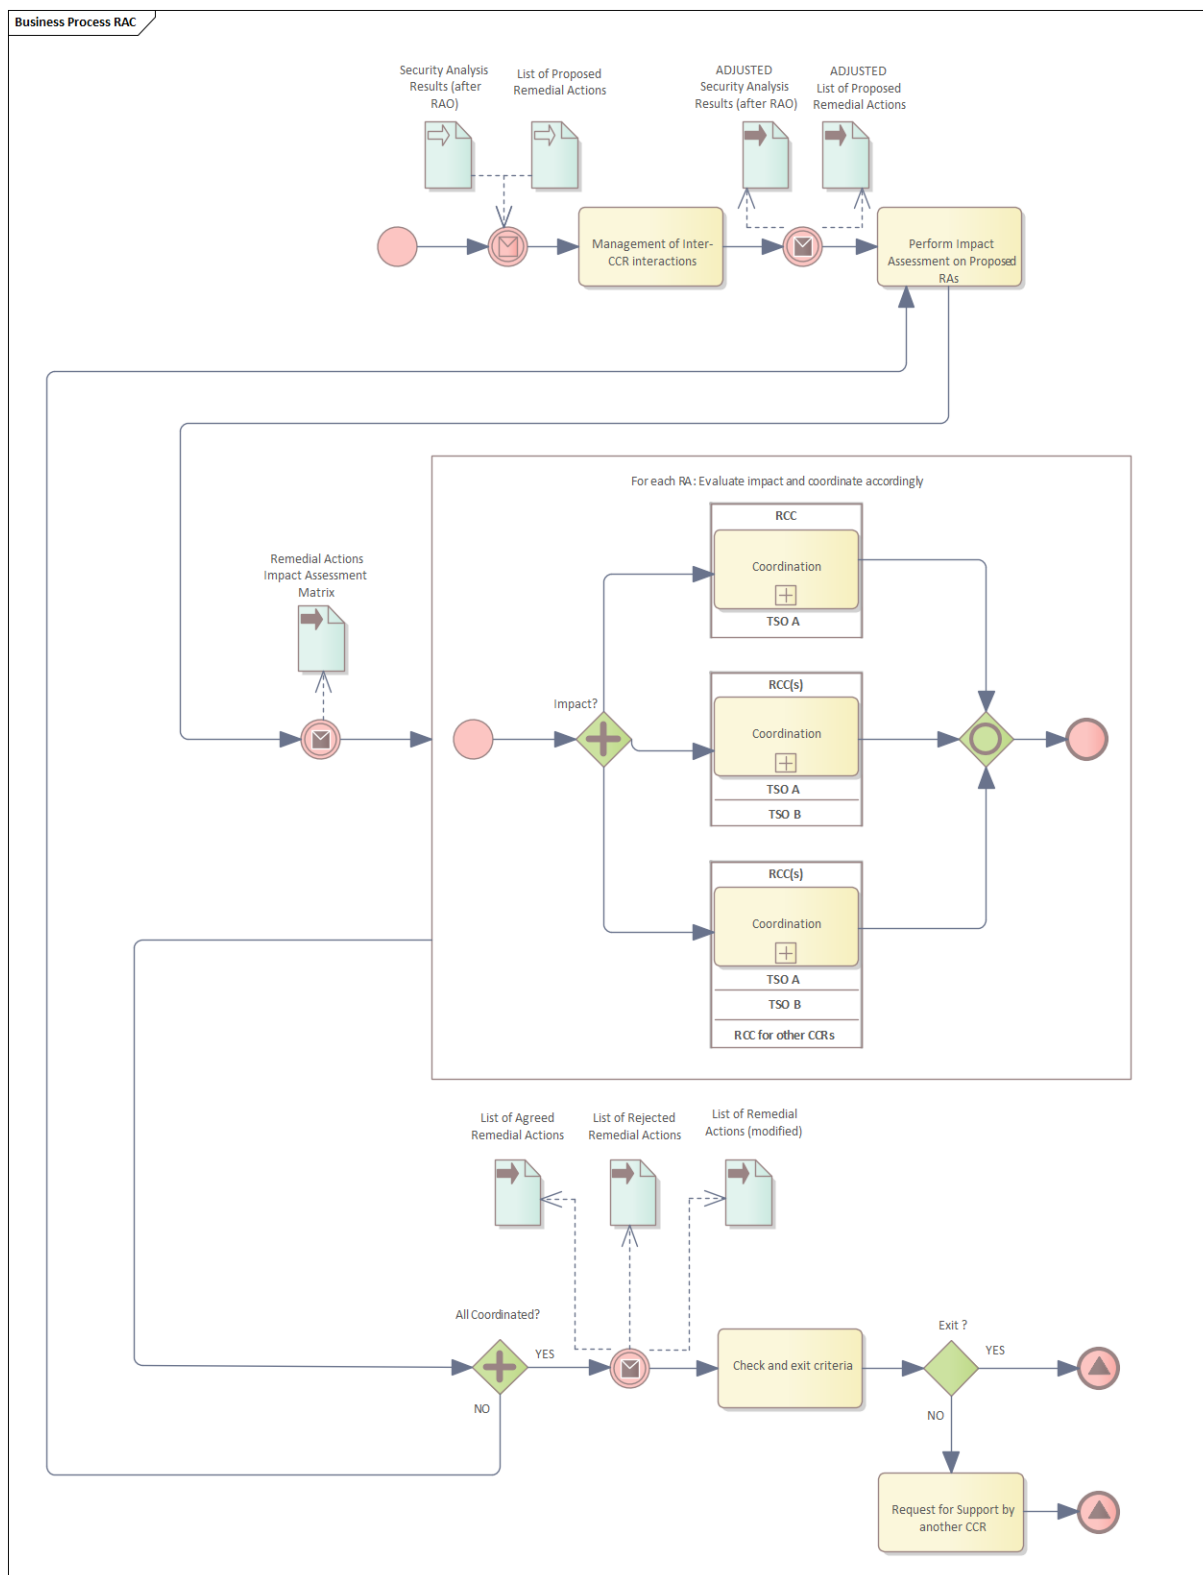 Business Process RAC
Security Analysis
Results (after
RAO)
List of Proposed
Remedial Actions
ADJUSTED
Security Analysis
Results (after RAO)
ADJUSTED
List of Proposed
Remedial Actions
Management of Inter-
CCR interactions
Perform Impact
Assessment on Proposed
RAs
For each RA: Evaluate impact and coordinate accordingly
RCC
Coordination
TSO A
Remedial Actions
Impact Assessment
Matrix
Impact?
RCC(s)
Coordination
TSO A
TSO B
RCC(s)
Coordination
TSO A
TSO B
RCC for other CCRs
List of Agreed
Remedial Actions
List of Rejected
Remedial Actions
List of Remedial
Actions (modified)
All Coordinated?
YES
NO
Check and exit criteria
Exit ?
YES
NO
Request for Support by
another CCR